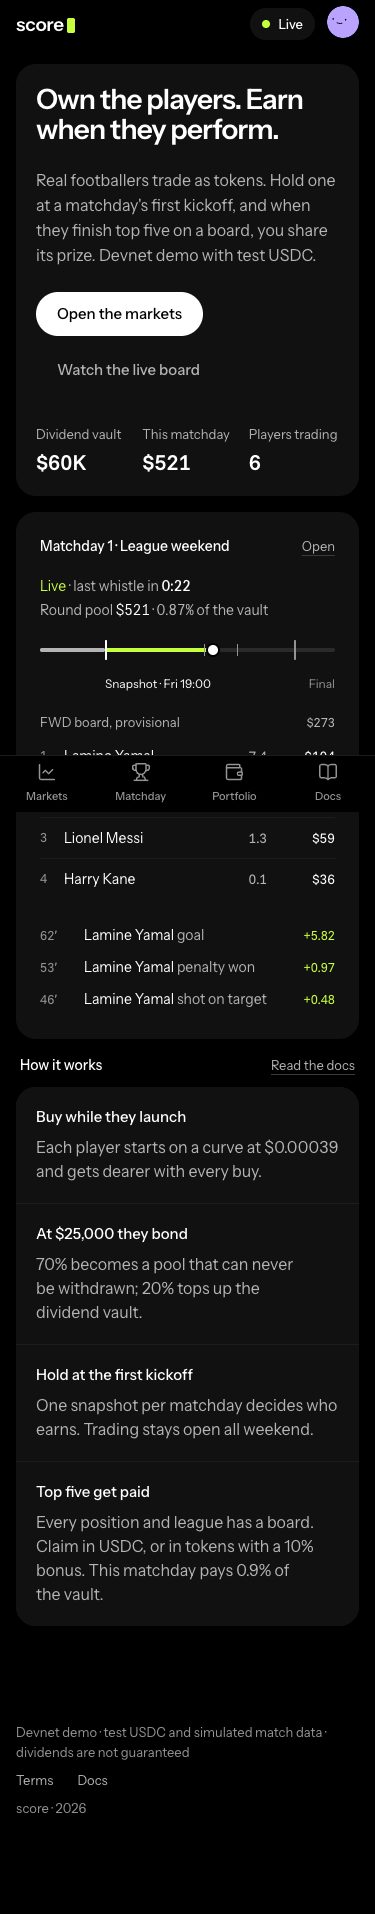 score
Live
Own the players. Earn
when they perform.
Real footballers trade as tokens. Hold one
at a matchday's first kickoff, and when
they finish top five on a board, you share
its prize. Devnet demo with test USDC.
Open the markets
Watch the live board
Dividend vault This matchday Players trading
$60K $521 6
Matchday 1 · League weekend Open
Live · last whistle in 0:22
Round pool $521 · 0.87% of the vault
Snapshot · Fri 19:00 Final
FWD board, provisional $273
Lamine Yamal
Markets Matchday Portfolio Docs
3 Lionel Messi 1.3 $59
4 Harry Kane 0.1 $36
62′ Lamine Yamal goal +5.82
53′ Lamine Yamal penalty won +0.97
46′ Lamine Yamal shot on target +0.48
How it works Read the docs
Buy while they launch
Each player starts on a curve at $0.00039
and gets dearer with every buy.
At $25,000 they bond
70% becomes a pool that can never
be withdrawn; 20% tops up the
dividend vault.
Hold at the first kickoff
One snapshot per matchday decides who
earns. Trading stays open all weekend.
Top five get paid
Every position and league has a board.
Claim in USDC, or in tokens with a 10%
bonus. This matchday pays 0.9% of
the vault.
Devnet demo · test USDC and simulated match data ·
dividends are not guaranteed
Terms Docs
score · 2026